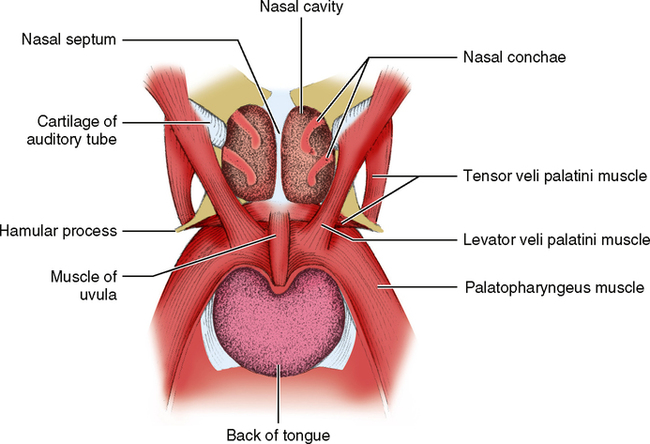 Nasal cavity
Nasal septum
Nasal conchae
Cartilage of
auditory tube
Tensor veli palatini muscle
Hamular process
Levator veli palatini muscle
Muscle of
uvula
Palatopharyngeus muscle
Back of tongue